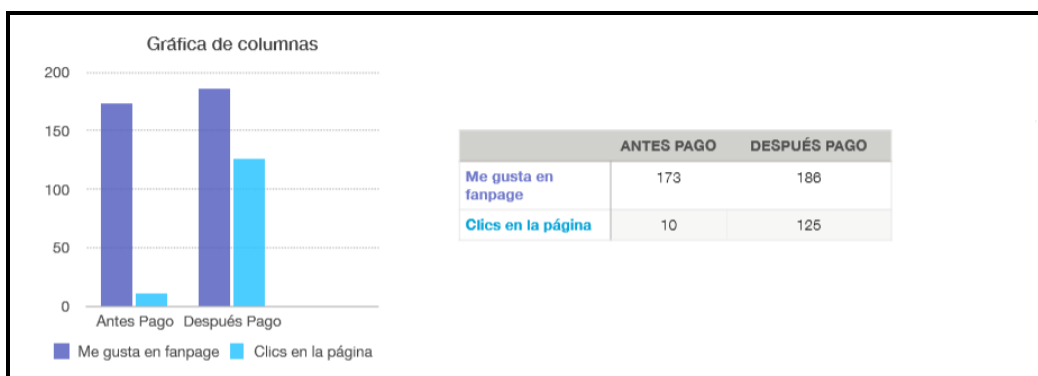 Gráfica de columnas
200
150
100
50
0
Antes Pago Después Pago
Me gusta en fanpage Clics en la página
ANTES PAGO DESPUÉS PAGO
Me gusta en 173 186
fanpage
Clics en la página 10 125